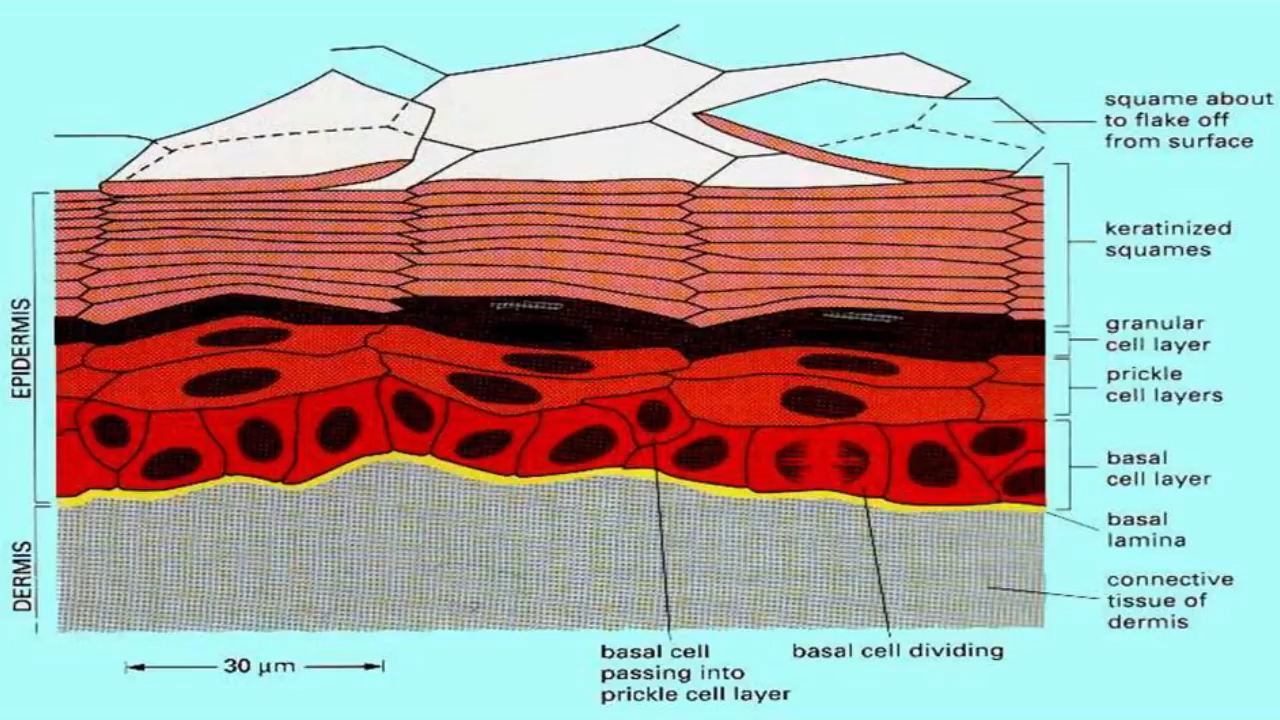 squame about
to flake off
from surface
keratinized
squames
granular
cell layer
prickle
cell layers
basal
cell layer
basal
lamina
connective
tissue of
dermis
EPIDERMIS
DERMIS
30 µm
basal cell
passing into
prickle cell layer
basal cell dividing